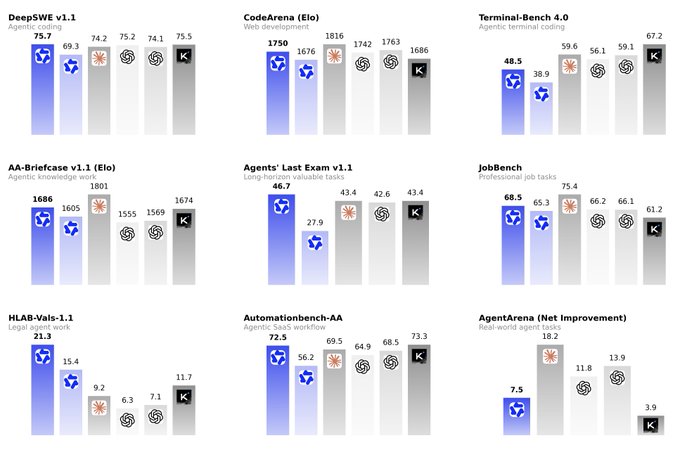 DeepSWE v1.1
Agentic coding
75.7 69.3 74.2 75.2 74.1 75.5
CodeArena (Elo)
Web development
1750 1676 1816 1742 1763 1686
Terminal-Bench 4.0
Agentic terminal coding
48.5 38.9 59.6 56.1 59.1 67.2
AA-Briefcase v1.1 (Elo)
Agentic knowledge work
1686 1605 1801 1555 1569 1674
Agents' Last Exam v1.1
Long-horizon valuable tasks
46.7 27.9 43.4 42.6 43.4
JobBench
Professional job tasks
68.5 65.3 75.4 66.2 66.1 61.2
HLAB-Vals-1.1
Legal agent work
21.3 15.4 9.2 6.3 7.1 11.7
Automationbench-AA
Agentic SaaS workflow
72.5 56.2 69.5 64.9 68.5 73.3
AgentArena (Net Improvement)
Real-world agent tasks
7.5 18.2 11.8 13.9 3.9